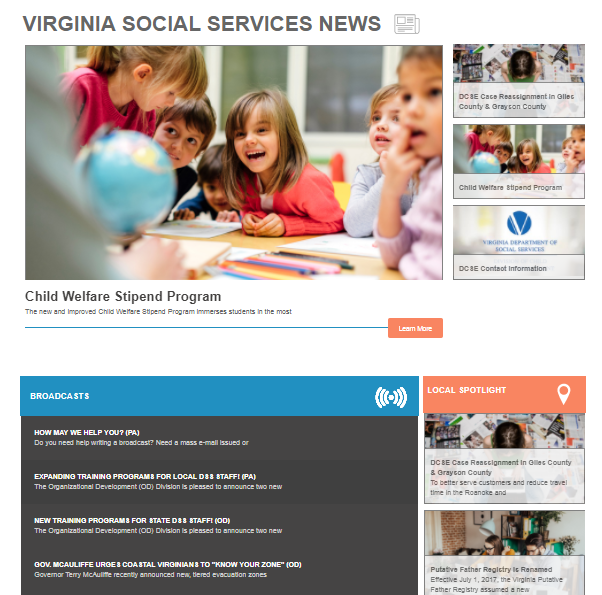 VIRGINIA SOCIAL SERVICES NEWS
DCSE Case Reassignment in Giles
County & Grayson County
Child Welfare Stipend Program
VIRGINIA DEPARTMENT OF
SOCIAL SERVICES
DCSE Contact Information
Child Welfare Stipend Program
The new and improved Child Welfare Stipend Program immerses students in the most
Learn More
BROADCASTS
HOW MAY WE HELP YOU? (PA)
Do you need help writing a broadcast? Need a mass e-mail issued or
EXPANDING TRAINING PROGRAMS FOR LOCAL DSS STAFF! (PA)
The Organizational Development (OD) Division is pleased to announce two new
NEW TRAINING PROGRAMS FOR STATE DSS STAFF! (OD)
The Organizational Development (OD) Division is pleased to announce two new
GOV. MCAULIFFE URGES COASTAL VIRGINIANS TO "KNOW YOUR ZONE" (OD)
Governor Terry McAuliffe recently announced new, tiered evacuation zones
LOCAL SPOTLIGHT
DCSE Case Reassignment in Giles County
& Grayson County
To better serve customers and reduce travel
time in the Roanoke and
Putative Father Registry is Renamed
Effective July 1, 2017, the Virginia Putative
Father Registry assumed a new